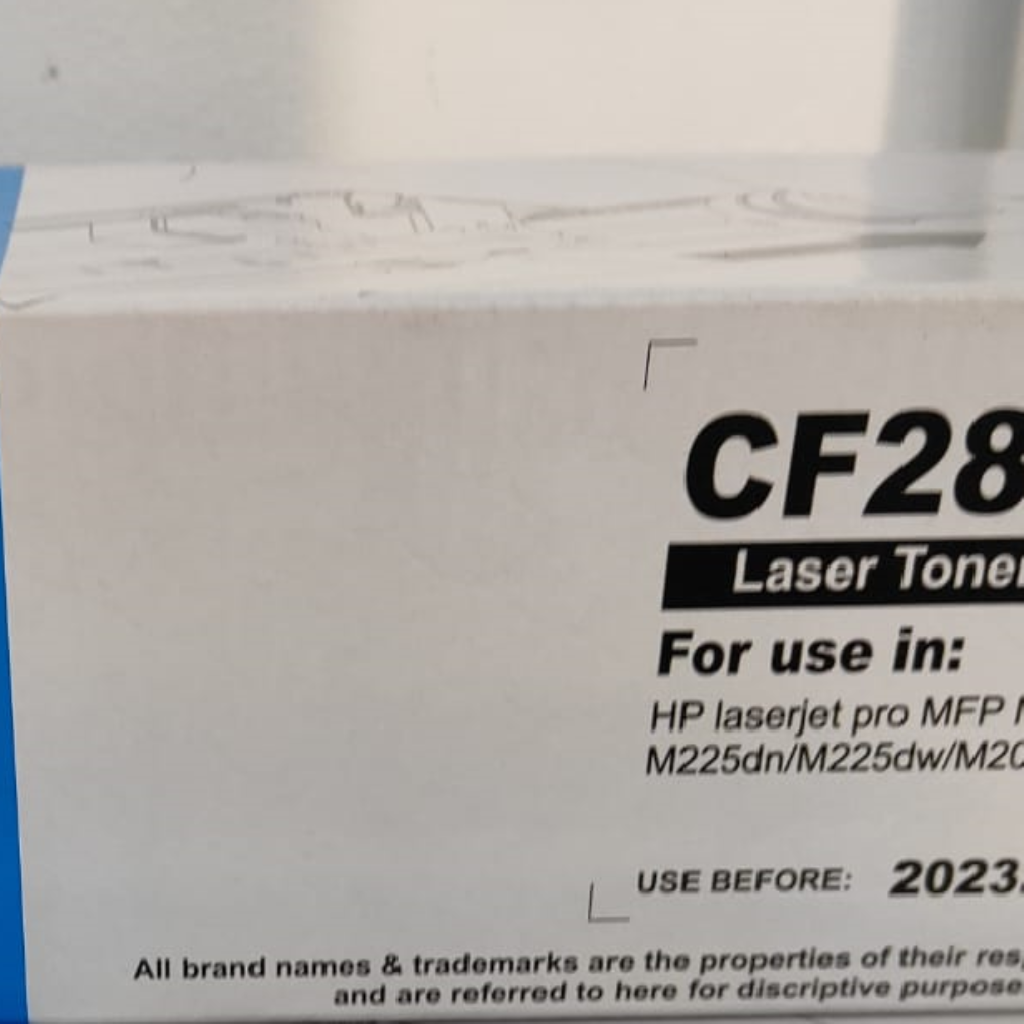 CF28
Laser Toner
For use in:
HP laserjet pro MFP
M225dn/M225dw/M20
USE BEFORE: 2023.
All brand names & trademarks are the properties of their res
and are referred to here for discriptive purpose